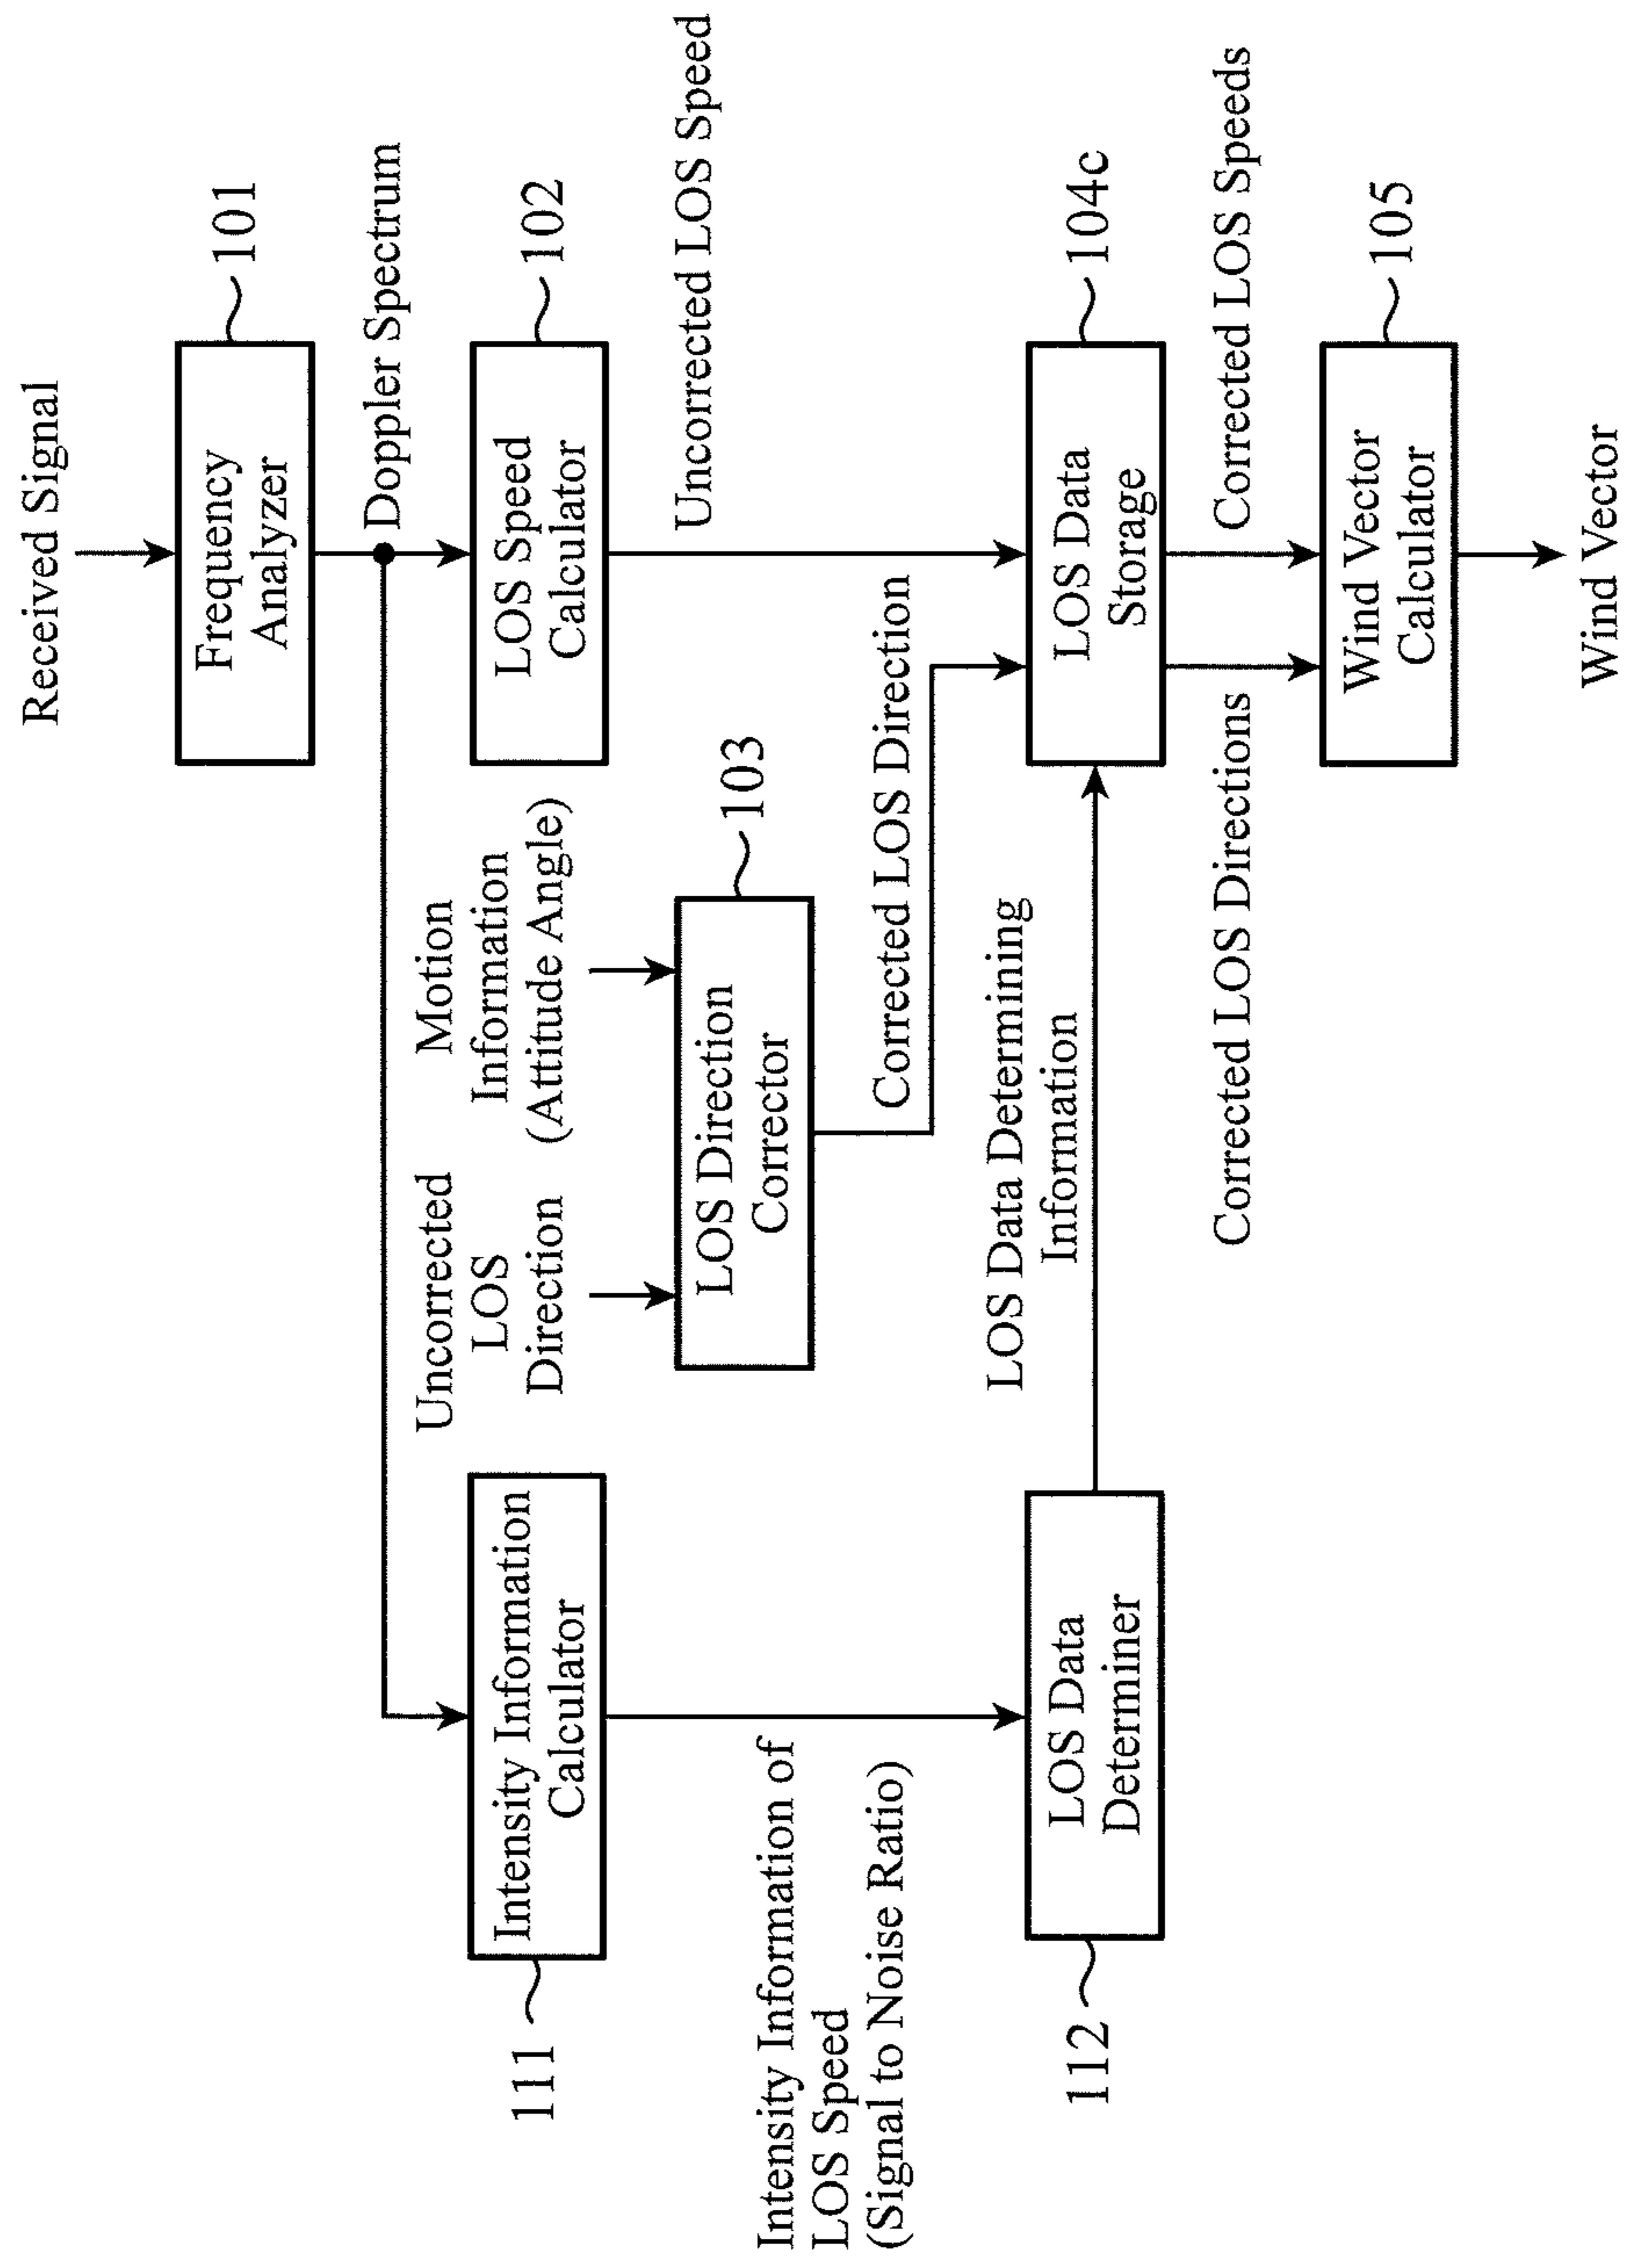 Received Signal
101
Frequency
Analyzer
Doppler Spectrum
102
LOS Speed
Calculator
Uncorrected LOS Speed
111
Intensity Information
Calculator
Uncorrected
LOS
Direction
Motion
Information
(Attitude Angle)
103
LOS Direction
Corrector
Corrected LOS Direction
Intensity Information of
LOS Speed
(Signal to Noise Ratio)
LOS Data Determining
Information
112
LOS Data
Determiner
104c
LOS Data
Storage
Corrected LOS Directions
Corrected LOS Speeds
105
Wind Vector
Calculator
Wind Vector